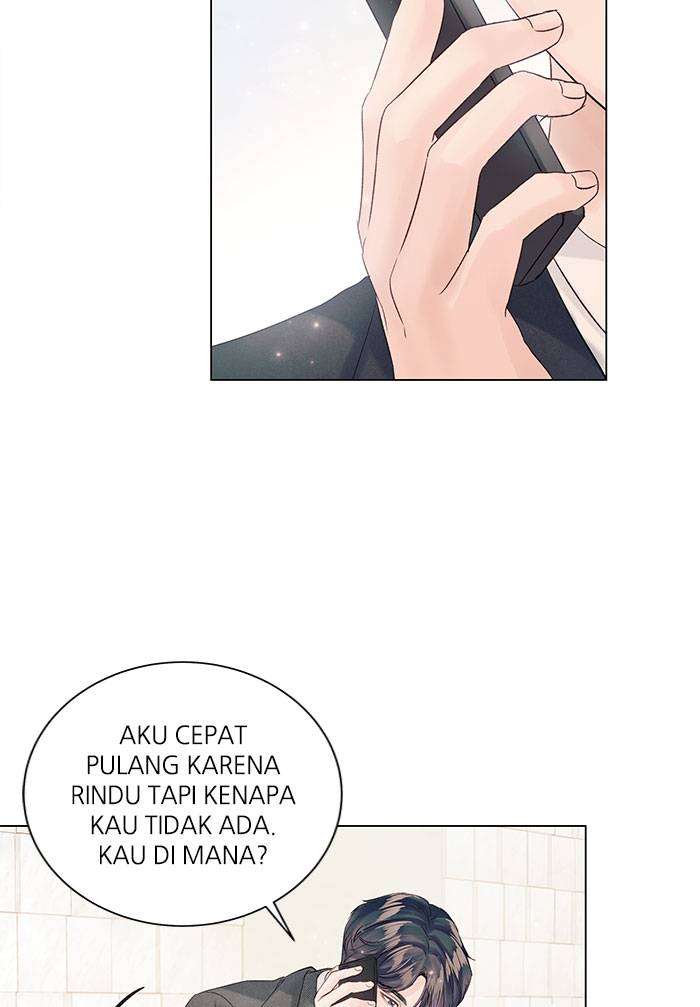 AKU CEPAT
PULANG KARENA
RINDU TAPI KENAPA
KAU TIDAK ADA.
KAU DI MANA?